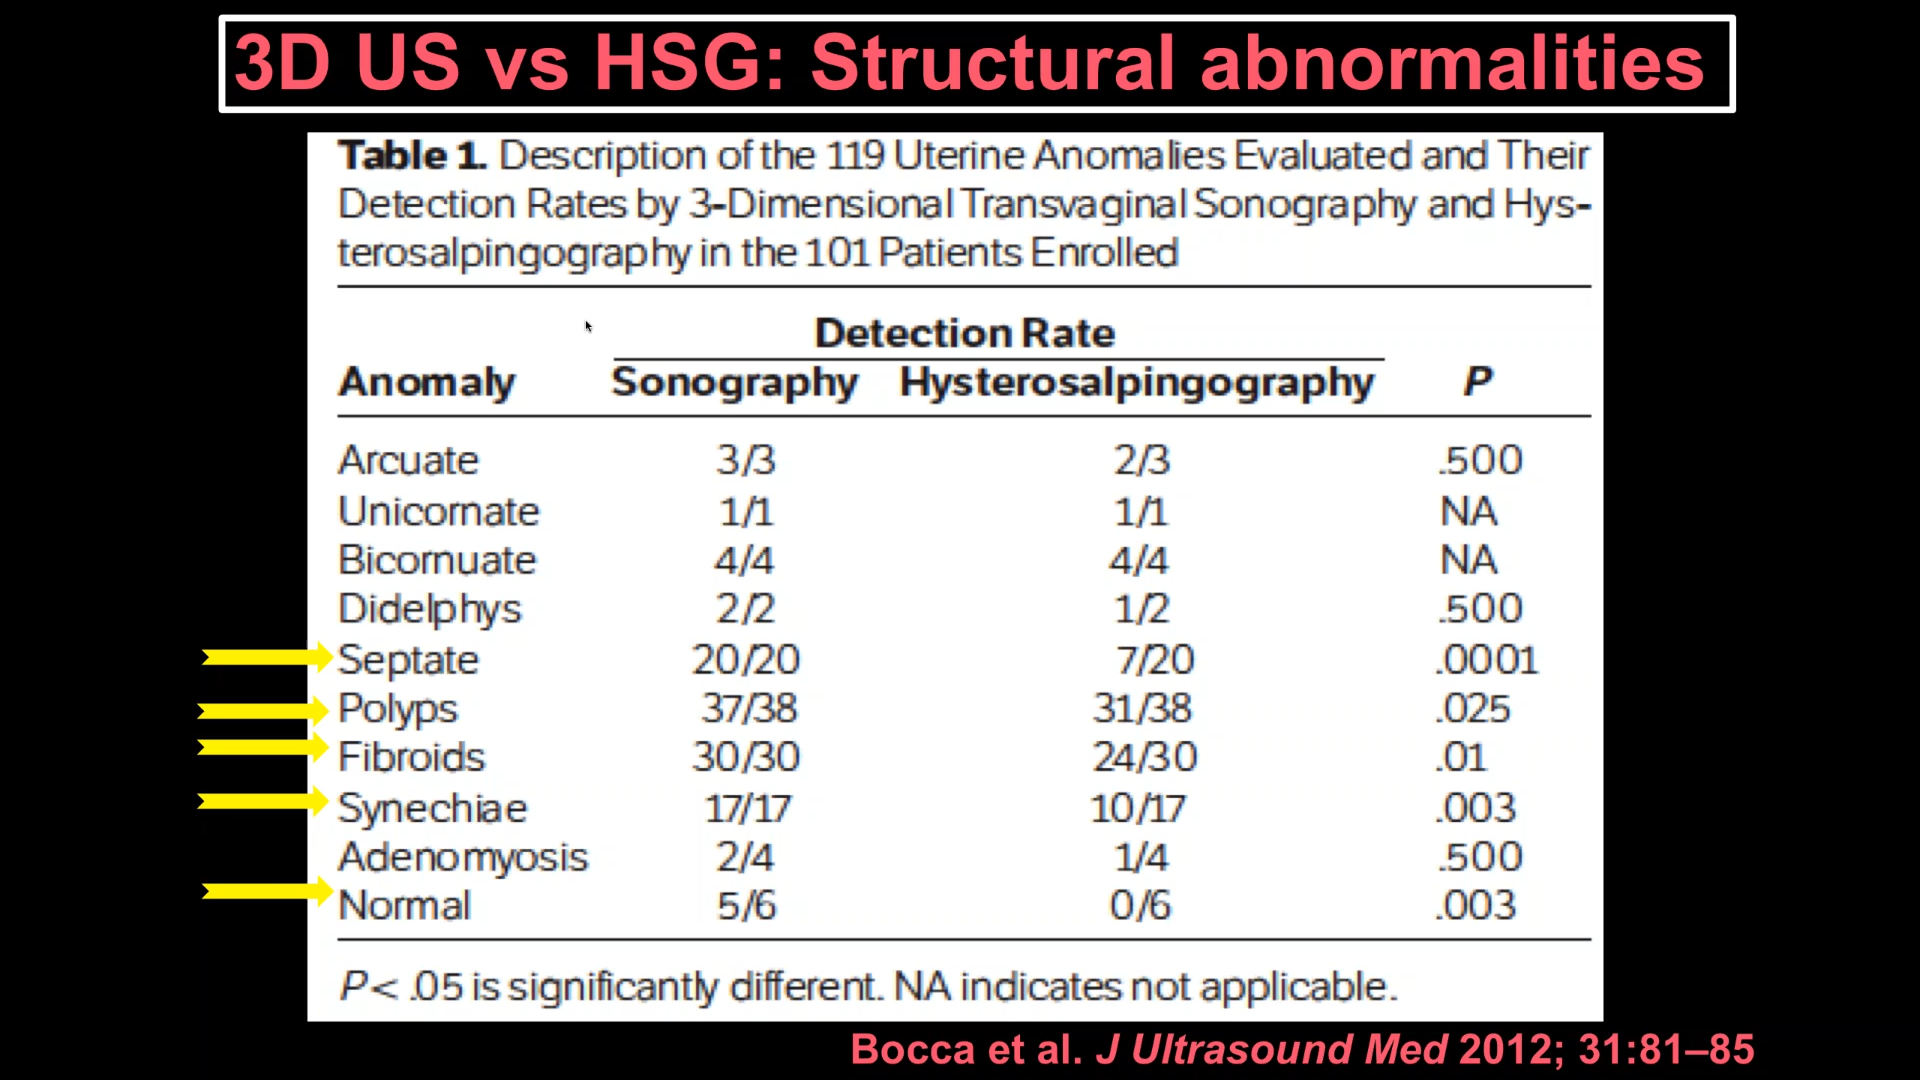 3D US vs HSG: Structural abnormalities
Table 1. Description of the 119 Uterine Anomalies Evaluated and Their
Detection Rates by 3-Dimensional Transvaginal Sonography and Hys-
terosalpingography in the 101 Patients Enrolled
Detection Rate
Anomaly Sonography Hysterosalpingography P
Arcuate 3/3 2/3 .500
Unicornate 1/1 1/1 NA
Bicornuate 4/4 4/4 NA
Didelphys 2/2 1/2 .500
Septate 20/20 7/20 .0001
Polyps 37/38 31/38 .025
Fibroids 30/30 24/30 .01
Synechiae 17/17 10/17 .003
Adenomyosis 2/4 1/4 .500
Normal 5/6 0/6 .003
P < .05 is significantly different. NA indicates not applicable.
Bocca et al. J Ultrasound Med 2012; 31:81–85